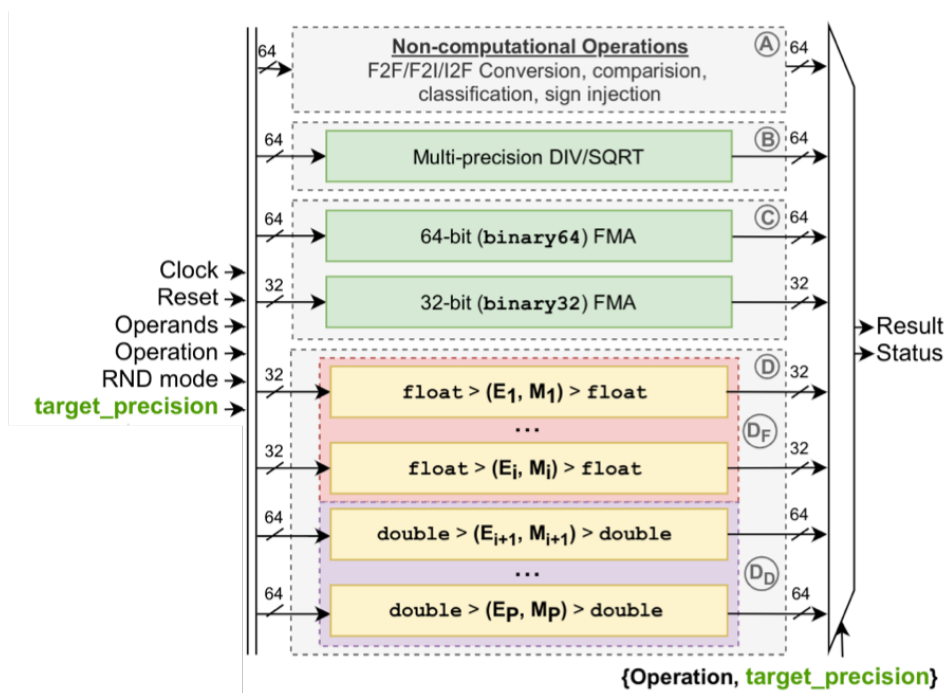 Non-computational Operations
F2F/F2I/I2F Conversion, comparision,
classification, sign injection
A
64
64
Multi-precision DIV/SQRT
B
64
64
64-bit (binary64) FMA
C
64
64
32-bit (binary32) FMA
32
32
Clock
Reset
Operands
Operation
RND mode
target_precision
float > (E1, M1) > float
D
32
32
...
DF
float > (Ei, Mi) > float
32
32
double > (Ei+1, Mi+1) > double
64
64
...
DD
double > (EP, MP) > double
64
64
Result
Status
{Operation, target_precision}